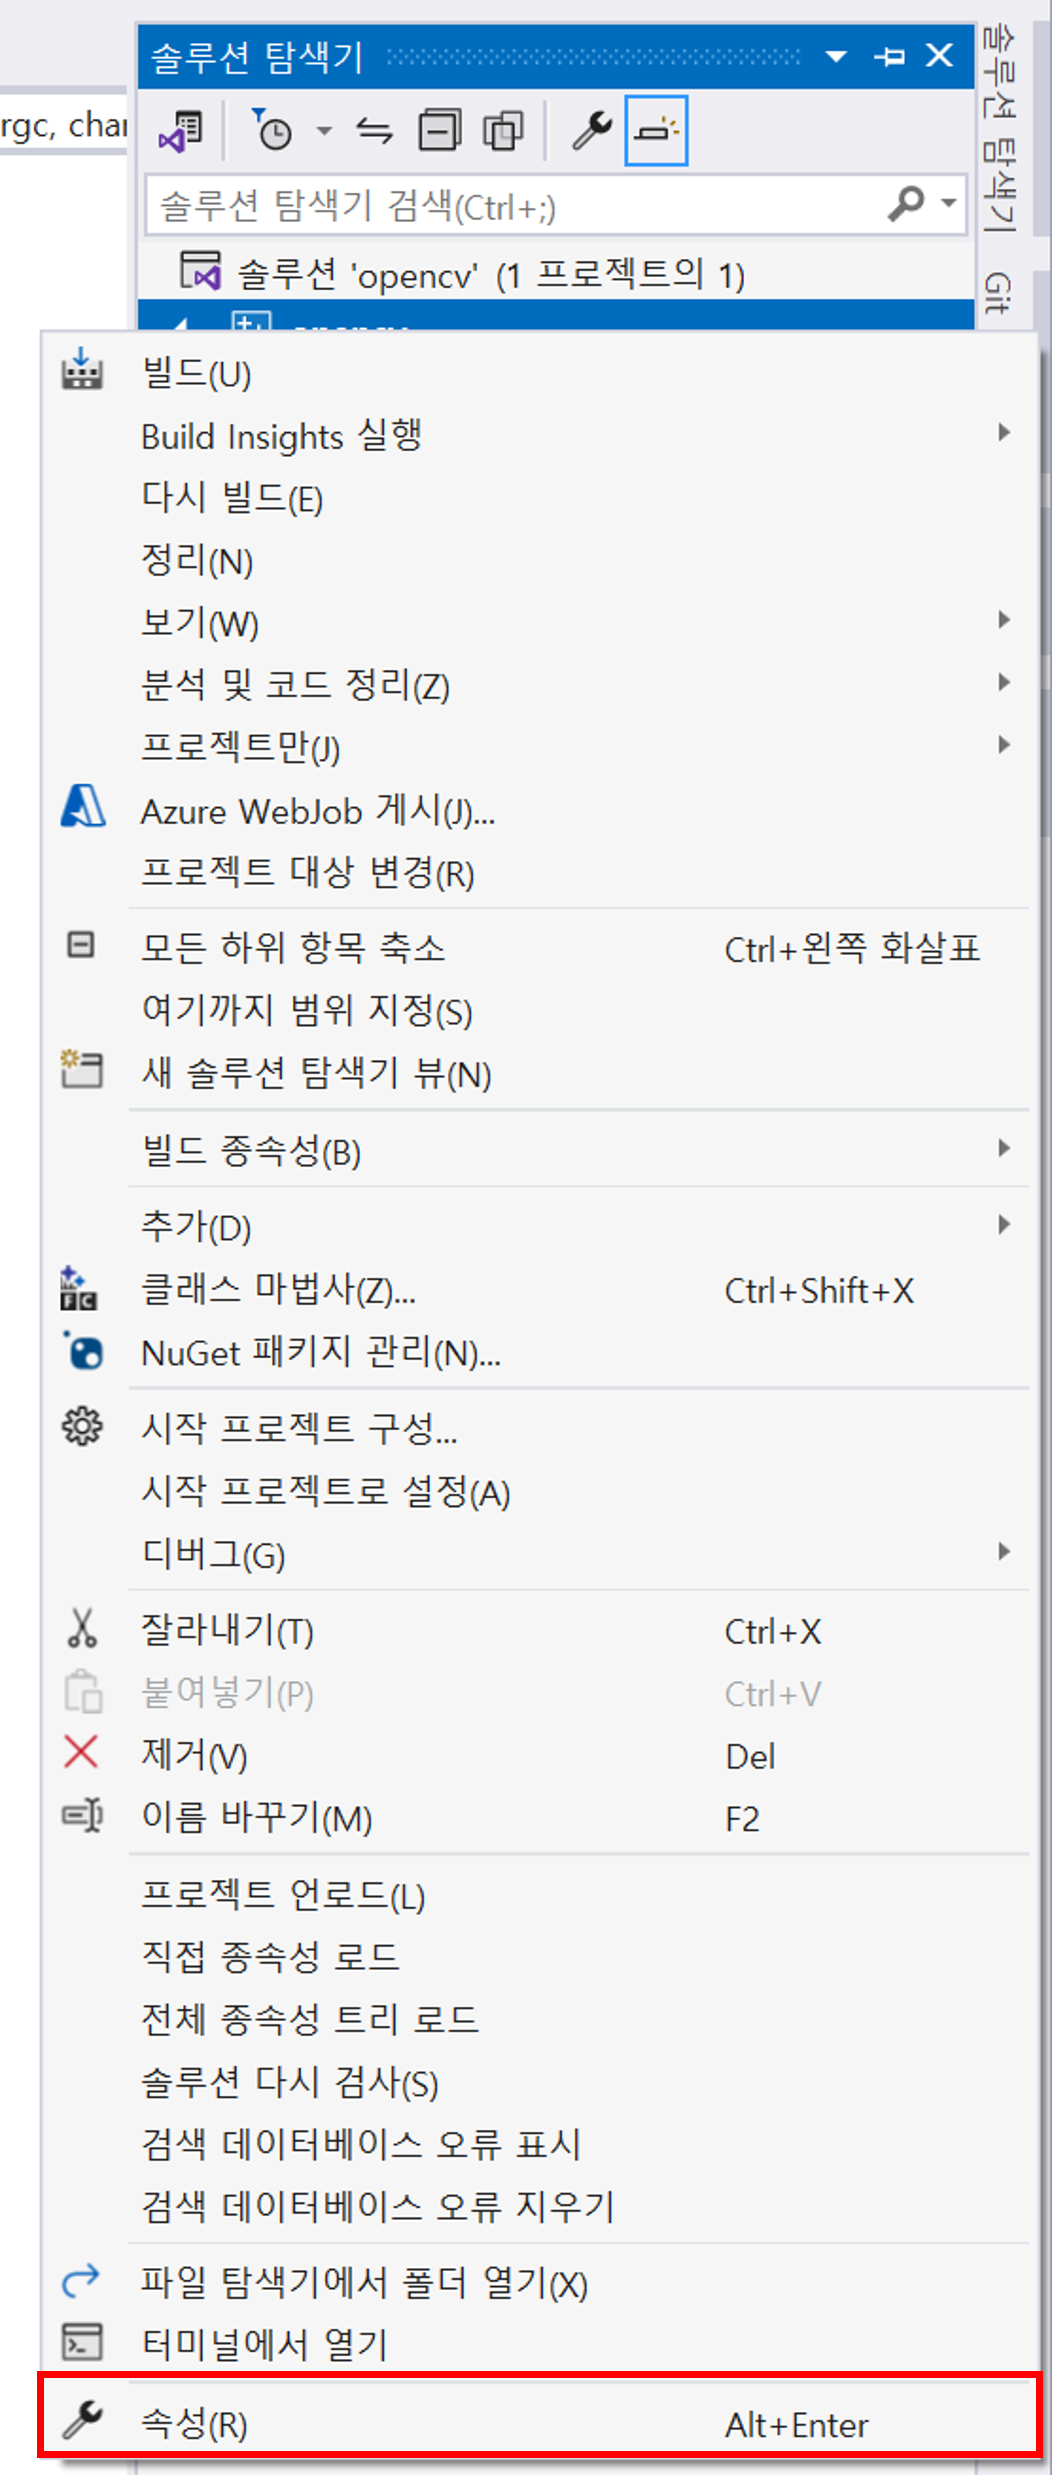 솔루션 탐색기
rgc, char
솔루션 탐색기 검색(Ctrl+;)
솔루션 'opencv' (1 프로젝트의 1)
솔루션 탐색기
Git
빌드(U)
Build Insights 실행
다시 빌드(E)
정리(N)
보기(W)
분석 및 코드 정리(Z)
프로젝트만(J)
Azure WebJob 게시(J)...
프로젝트 대상 변경(R)
모든 하위 항목 축소 Ctrl+왼쪽 화살표
여기까지 범위 지정(S)
새 솔루션 탐색기 뷰(N)
빌드 종속성(B)
추가(D)
클래스 마법사(Z)... Ctrl+Shift+X
NuGet 패키지 관리(N)...
시작 프로젝트 구성...
시작 프로젝트로 설정(A)
디버그(G)
잘라내기(T) Ctrl+X
붙여넣기(P) Ctrl+V
제거(V) Del
이름 바꾸기(M) F2
프로젝트 언로드(L)
직접 종속성 로드
전체 종속성 트리 로드
솔루션 다시 검사(S)
검색 데이터베이스 오류 표시
검색 데이터베이스 오류 지우기
파일 탐색기에서 폴더 열기(X)
터미널에서 열기
속성(R) Alt+Enter